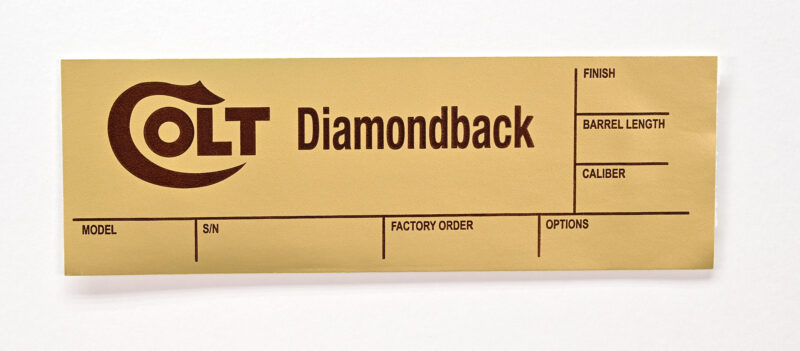 COLT Diamondback
FINISH
BARREL LENGTH
CALIBER
MODEL S/N FACTORY ORDER OPTIONS